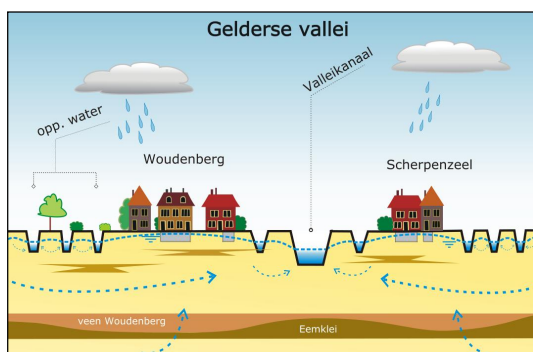 Gelderse vallei
Valleikanaal
opp. water
Woudenberg
Scherpenzeel
veen Woudenberg
Eemklei